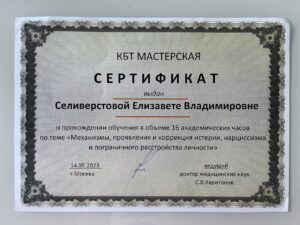 КБТ МАСТЕРСКАЯ
СЕРТИФИКАТ
выдан
Селиверстовой Елизавете Владимировне
о прохождении обучения в объеме 16 академических часов
по теме «Механизмы, проявления и коррекция истерии, нарциссизма
и пограничного расстройства личности»
14.05.2023
г.Москва
ведущий
доктор медицинских наук
С.В.Харитонов